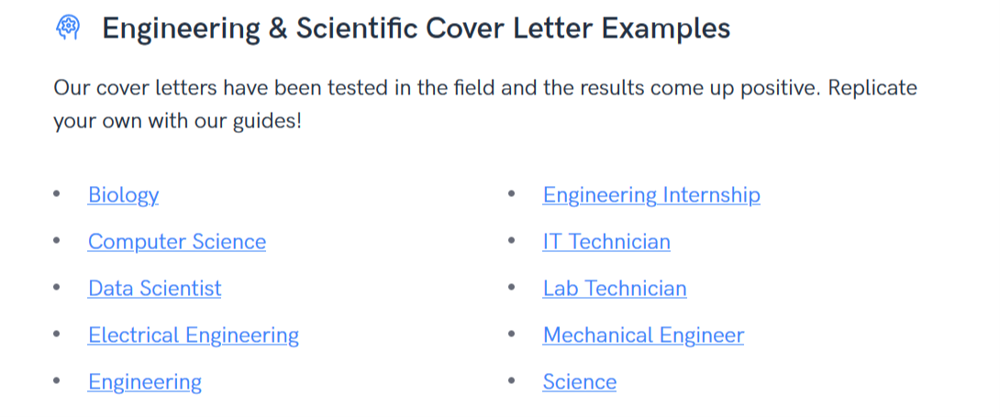 Engineering & Scientific Cover Letter Examples
Our cover letters have been tested in the field and the results come up positive. Replicate
your own with our guides!
• Biology
• Computer Science
• Data Scientist
• Electrical Engineering
• Engineering
• Engineering Internship
• IT Technician
• Lab Technician
• Mechanical Engineer
• Science